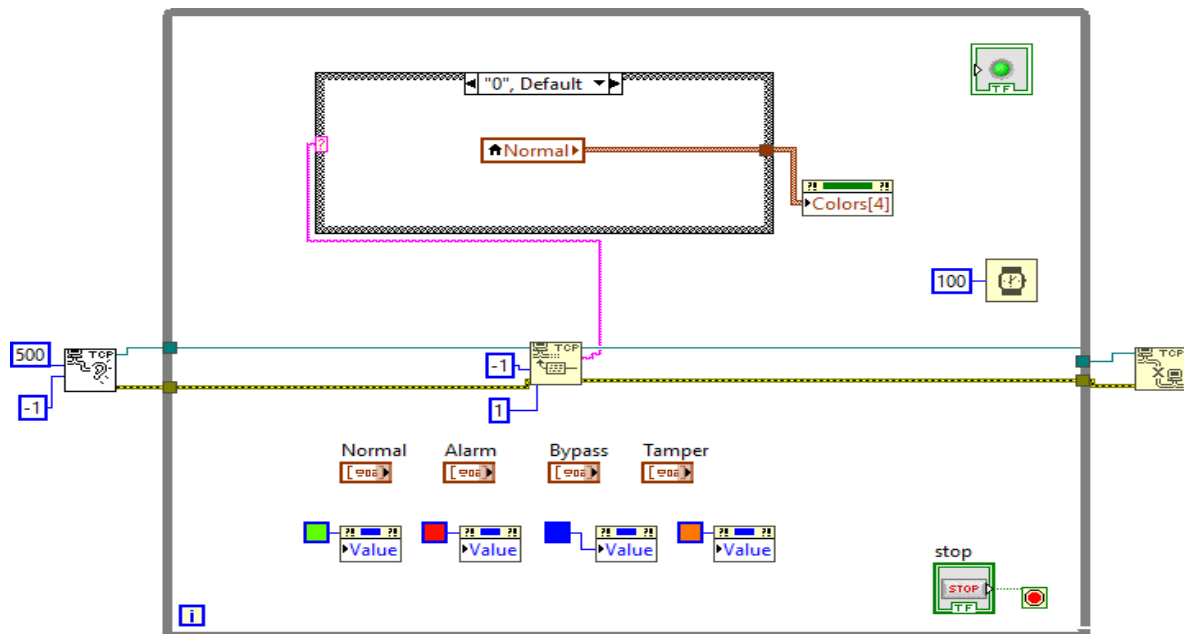 TF
"0", Default
?
Normal
?! ?!
Colors[4]
100
500
TCP
-1
-1
TCP
1
TCP
Normal Alarm Bypass Tamper
?! ?! ?! ?! ?! ?! ?! ?!
Value Value Value Value
stop
STOP
TF
i